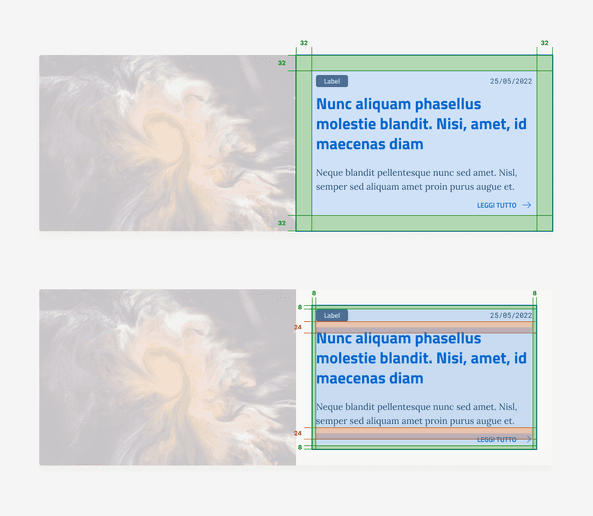 32 32
32
Label 25/05/2022
Nunc aliquam phasellus
molestie blandit. Nisi, amet, id
maecenas diam
Neque blandit pellentesque nunc sed amet. Nisl,
semper sed aliquam amet proin purus augue et.
LEGGI TUTTO
32
8 8
8
Label 25/05/2022
24
Nunc aliquam phasellus
molestie blandit. Nisi, amet, id
maecenas diam
Neque blandit pellentesque nunc sed amet. Nisl,
semper sed aliquam amet proin purus augue et.
24
LEGGI TUTTO
8